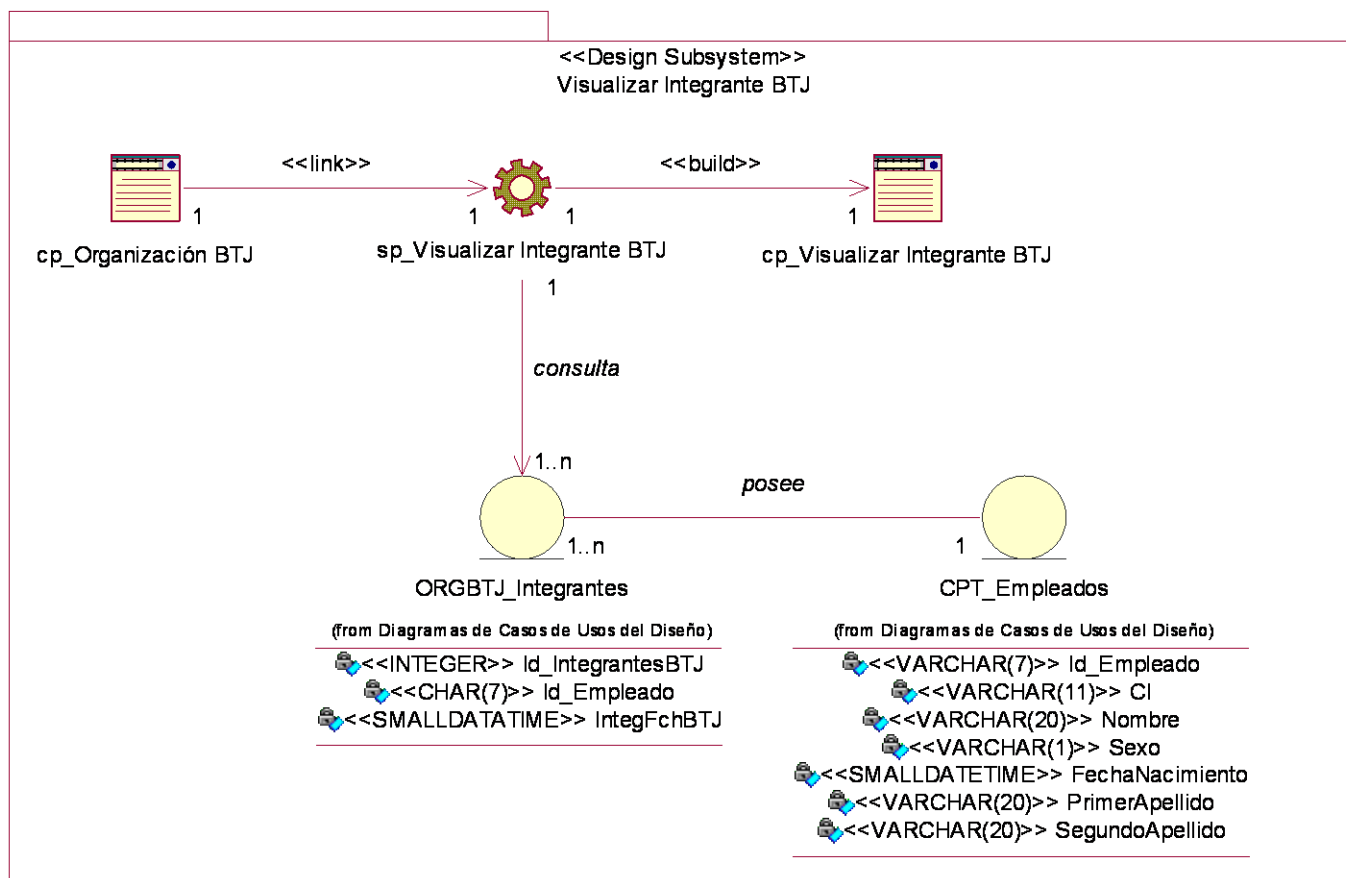 <<Design Subsystem>>
Visualizar Integrante BTJ
<<link>>
<<build>>
1
1
1
1
cp_Organización BTJ
sp_Visualizar Integrante BTJ
cp_Visualizar Integrante BTJ
1
consulta
1..n
posee
1..n
1
ORGBTJ_Integrantes
(from Diagramas de Casos de Usos del Diseño)
<<INTEGER>> Id_IntegrantesBTJ
<<CHAR(7)>> Id_Empleado
<<SMALLDATATIME>> IntegFchBTJ
CPT_Empleados
(from Diagramas de Casos de Usos del Diseño)
<<VARCHAR(7)>> Id_Empleado
<<VARCHAR(11)>> CI
<<VARCHAR(20)>> Nombre
<<VARCHAR(1)>> Sexo
<<SMALLDATETIME>> FechaNacimiento
<<VARCHAR(20)>> PrimerApellido
<<VARCHAR(20)>> SegundoApellido